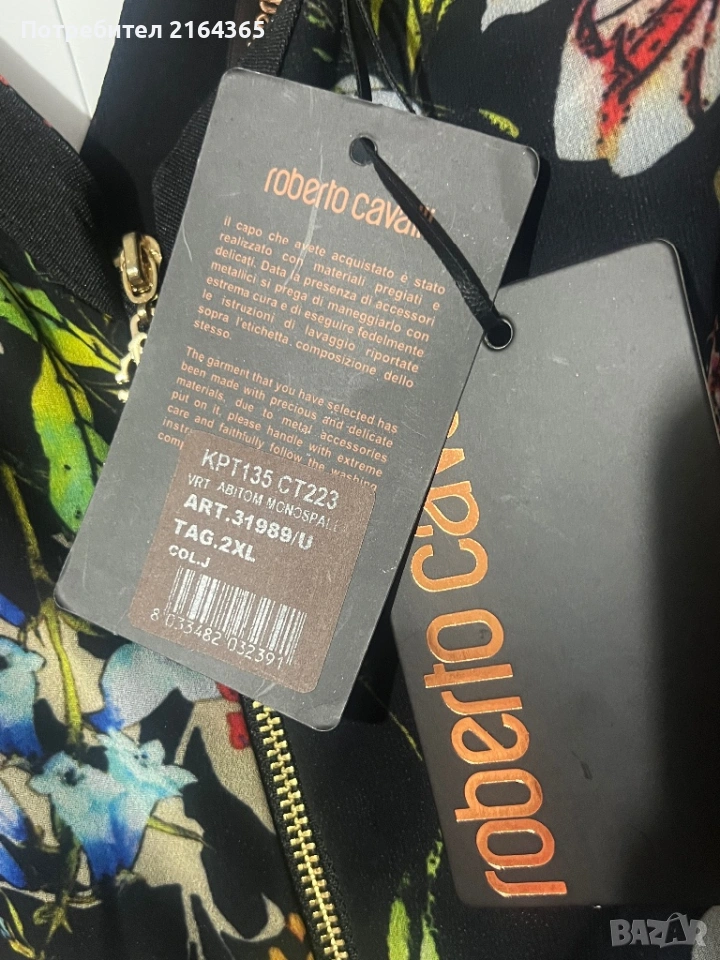 Потребител 2164365
roberto cavalli
il capo che avete acquistato è stato
realizzato con materiali pregiati e
delicati. Data la presenza di accessori
metallici si prega di maneggiarlo con
estrema cura e di eseguire fedelmente
le istruzioni di lavaggio riportate
sopra l'etichetta composizione dello
stesso.
The garment that you have selected has
been made with precious and delicate
materials, due to metal accessories
put on it, please handle with extreme
care and faithfully follow the washing
KPT135 CT223
VRT ABITOM MONOSPALL
ART.31989/U
TAG.2XL
COL.J
8 033482 032391
roberto cava
BAZAR